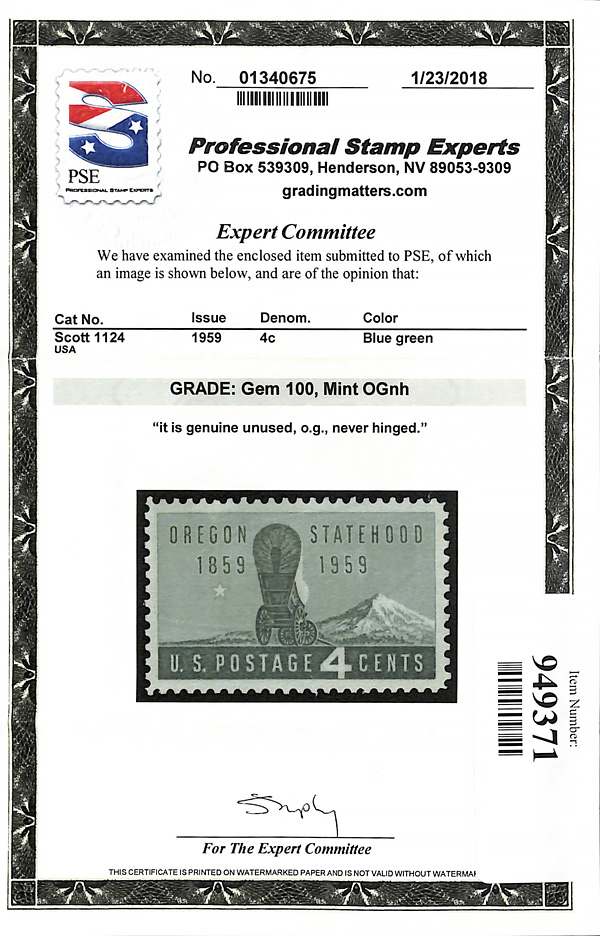 No. 01340675 1/23/2018
PSE
PROFESSIONAL STAMP EXPERTS
Professional Stamp Experts
PO Box 539309, Henderson, NV 89053-9309
gradingmatters.com
Expert Committee
We have examined the enclosed item submitted to PSE, of which
an image is shown below, and are of the opinion that:
Cat No. Issue Denom. Color
Scott 1124 1959 4c Blue green
USA
GRADE: Gem 100, Mint OGnh
“it is genuine unused, o.g., never hinged.”
OREGON STATEHOOD
1859 1959
U.S. POSTAGE 4 CENTS
Item Number:
949371
For The Expert Committee
THIS CERTIFICATE IS PRINTED ON WATERMARKED PAPER AND IS NOT VALID WITHOUT WATERMAR